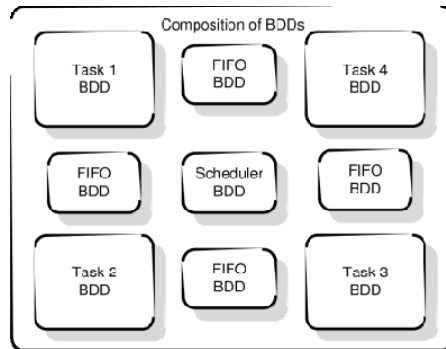 Composition of BDDs
Task 1
BDD
FIFO
BDD
Task 4
BDD
FIFO
BDD
Scheduler
BDD
FIFO
BDD
Task 2
BDD
FIFO
BDD
Task 3
BDD